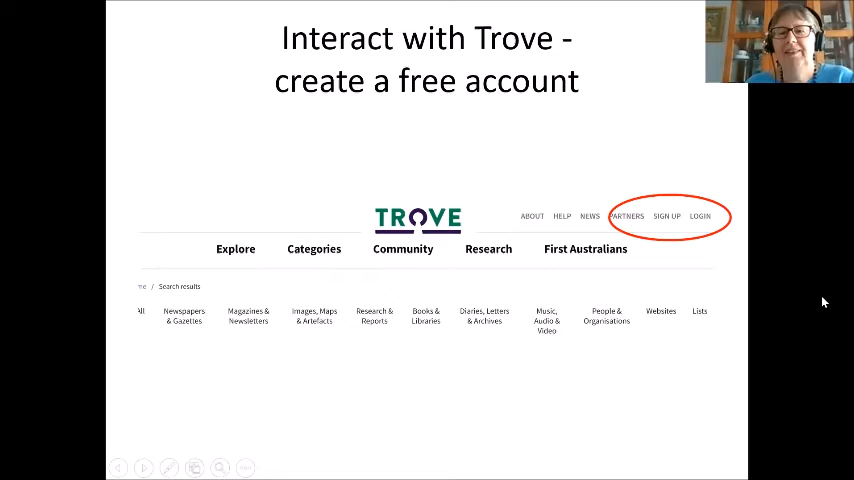 Interact with Trove -
create a free account
TROVE
ABOUT HELP NEWS PARTNERS SIGN UP LOGIN
Explore Categories Community Research First Australians
me / Search results
All Newspapers & Gazettes Magazines & Newsletters Images, Maps & Artefacts Research & Reports Books & Libraries Diaries, Letters & Archives Music, Audio & Video People & Organisations Websites Lists